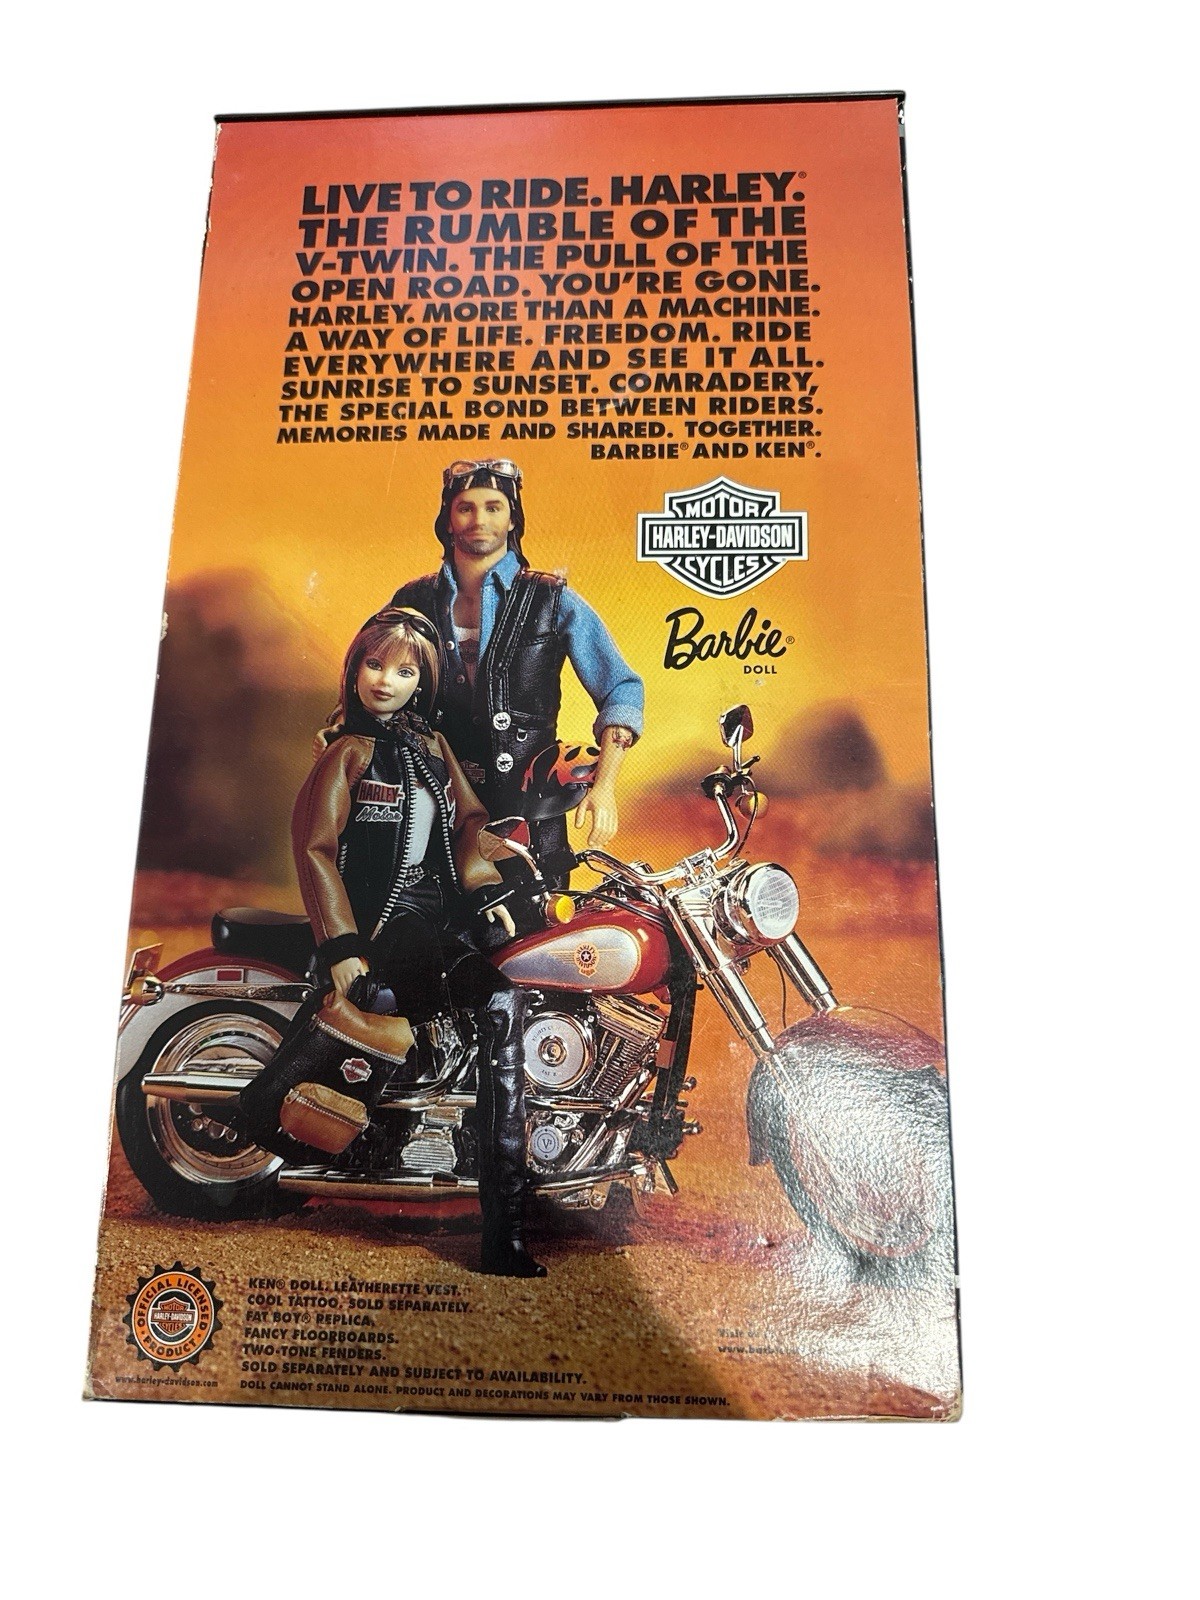 LIVE TO RIDE. HARLEY.®
THE RUMBLE OF THE
V-TWIN. THE PULL OF THE
OPEN ROAD. YOU'RE GONE.
HARLEY. MORE THAN A MACHINE.
A WAY OF LIFE. FREEDOM. RIDE
EVERYWHERE AND SEE IT ALL.
SUNRISE TO SUNSET. COMRADERY,
THE SPECIAL BOND BETWEEN RIDERS.
MEMORIES MADE AND SHARED. TOGETHER.
BARBIE® AND KEN®.
MOTOR
HARLEY-DAVIDSON
CYCLES
Barbie®
DOLL
HARLEY-
Motor
OFFICIAL LICENSED
MOTOR
HARLEY-DAVIDSON
CYCLES
PRODUCT
www.harley-davidson.com
KEN® DOLL. LEATHERETTE VEST.
COOL TATTOO. SOLD SEPARATELY.
FAT BOY® REPLICA.
FANCY FLOORBOARDS.
TWO-TONE FENDERS.
SOLD SEPARATELY AND SUBJECT TO AVAILABILITY.
DOLL CANNOT STAND ALONE. PRODUCT AND DECORATIONS MAY VARY FROM THOSE SHOWN.